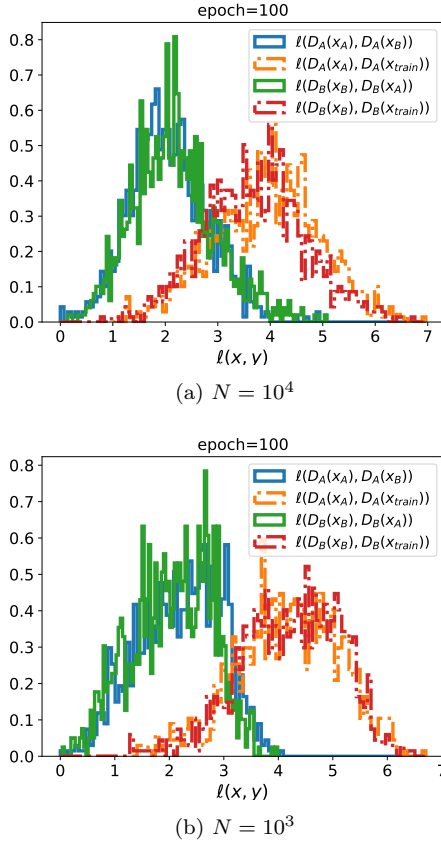 epoch=100
ℓ(D_A(x_A), D_A(x_B))
ℓ(D_A(x_A), D_A(x_train))
ℓ(D_B(x_B), D_B(x_A))
ℓ(D_B(x_B), D_B(x_train))
0.8
0.7
0.6
0.5
0.4
0.3
0.2
0.1
0.0
0 1 2 3 4 5 6 7
ℓ(x, y)
(a) N = 10^4
epoch=100
ℓ(D_A(x_A), D_A(x_B))
ℓ(D_A(x_A), D_A(x_train))
ℓ(D_B(x_B), D_B(x_A))
ℓ(D_B(x_B), D_B(x_train))
0.8
0.7
0.6
0.5
0.4
0.3
0.2
0.1
0.0
0 1 2 3 4 5 6 7
ℓ(x, y)
(b) N = 10^3